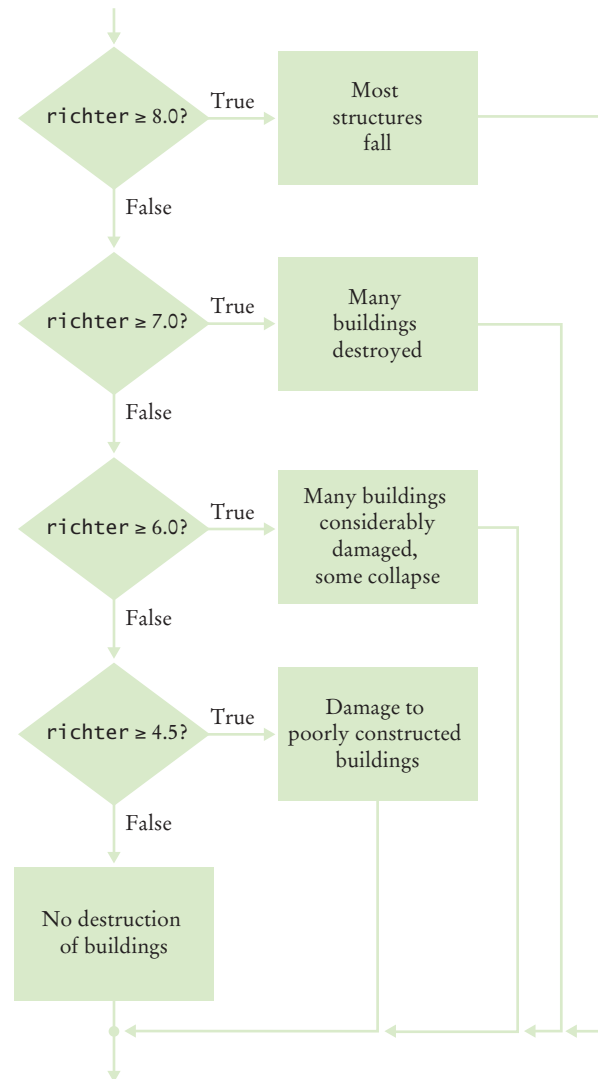 richter ≥ 8.0?
True
Most
structures
fall
False
richter ≥ 7.0?
True
Many
buildings
destroyed
False
richter ≥ 6.0?
True
Many buildings
considerably
damaged,
some collapse
False
richter ≥ 4.5?
True
Damage to
poorly constructed
buildings
False
No destruction
of buildings